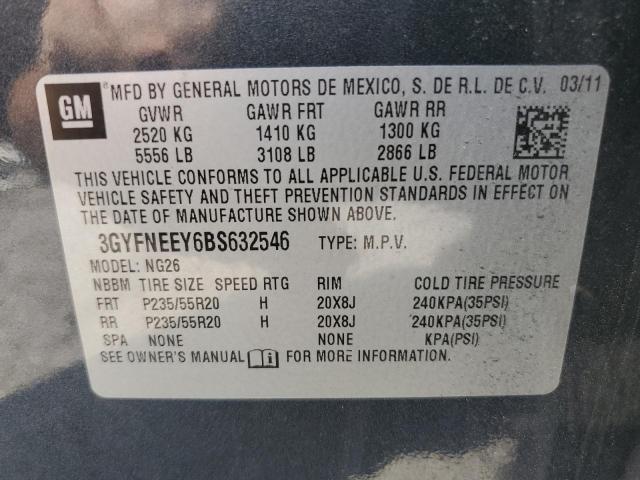 GM MFD BY GENERAL MOTORS DE MEXICO, S. DE R.L. DE C.V. 03/11
GVWR GAWR FRT GAWR RR
2520 KG 1410 KG 1300 KG
5556 LB 3108 LB 2866 LB
THIS VEHICLE CONFORMS TO ALL APPLICABLE U.S. FEDERAL MOTOR
VEHICLE SAFETY AND THEFT PREVENTION STANDARDS IN EFFECT ON
THE DATE OF MANUFACTURE SHOWN ABOVE.
3GYFNEEY6BS632546 TYPE: M.P.V.
MODEL: NG26
NBBM TIRE SIZE SPEED RTG RIM COLD TIRE PRESSURE
FRT P235/55R20 H 20X8J 240KPA(35PSI)
RR P235/55R20 H 20X8J 240KPA(35PSI)
SPA NONE NONE KPA(PSI)
SEE OWNER'S MANUAL FOR MORE INFORMATION.